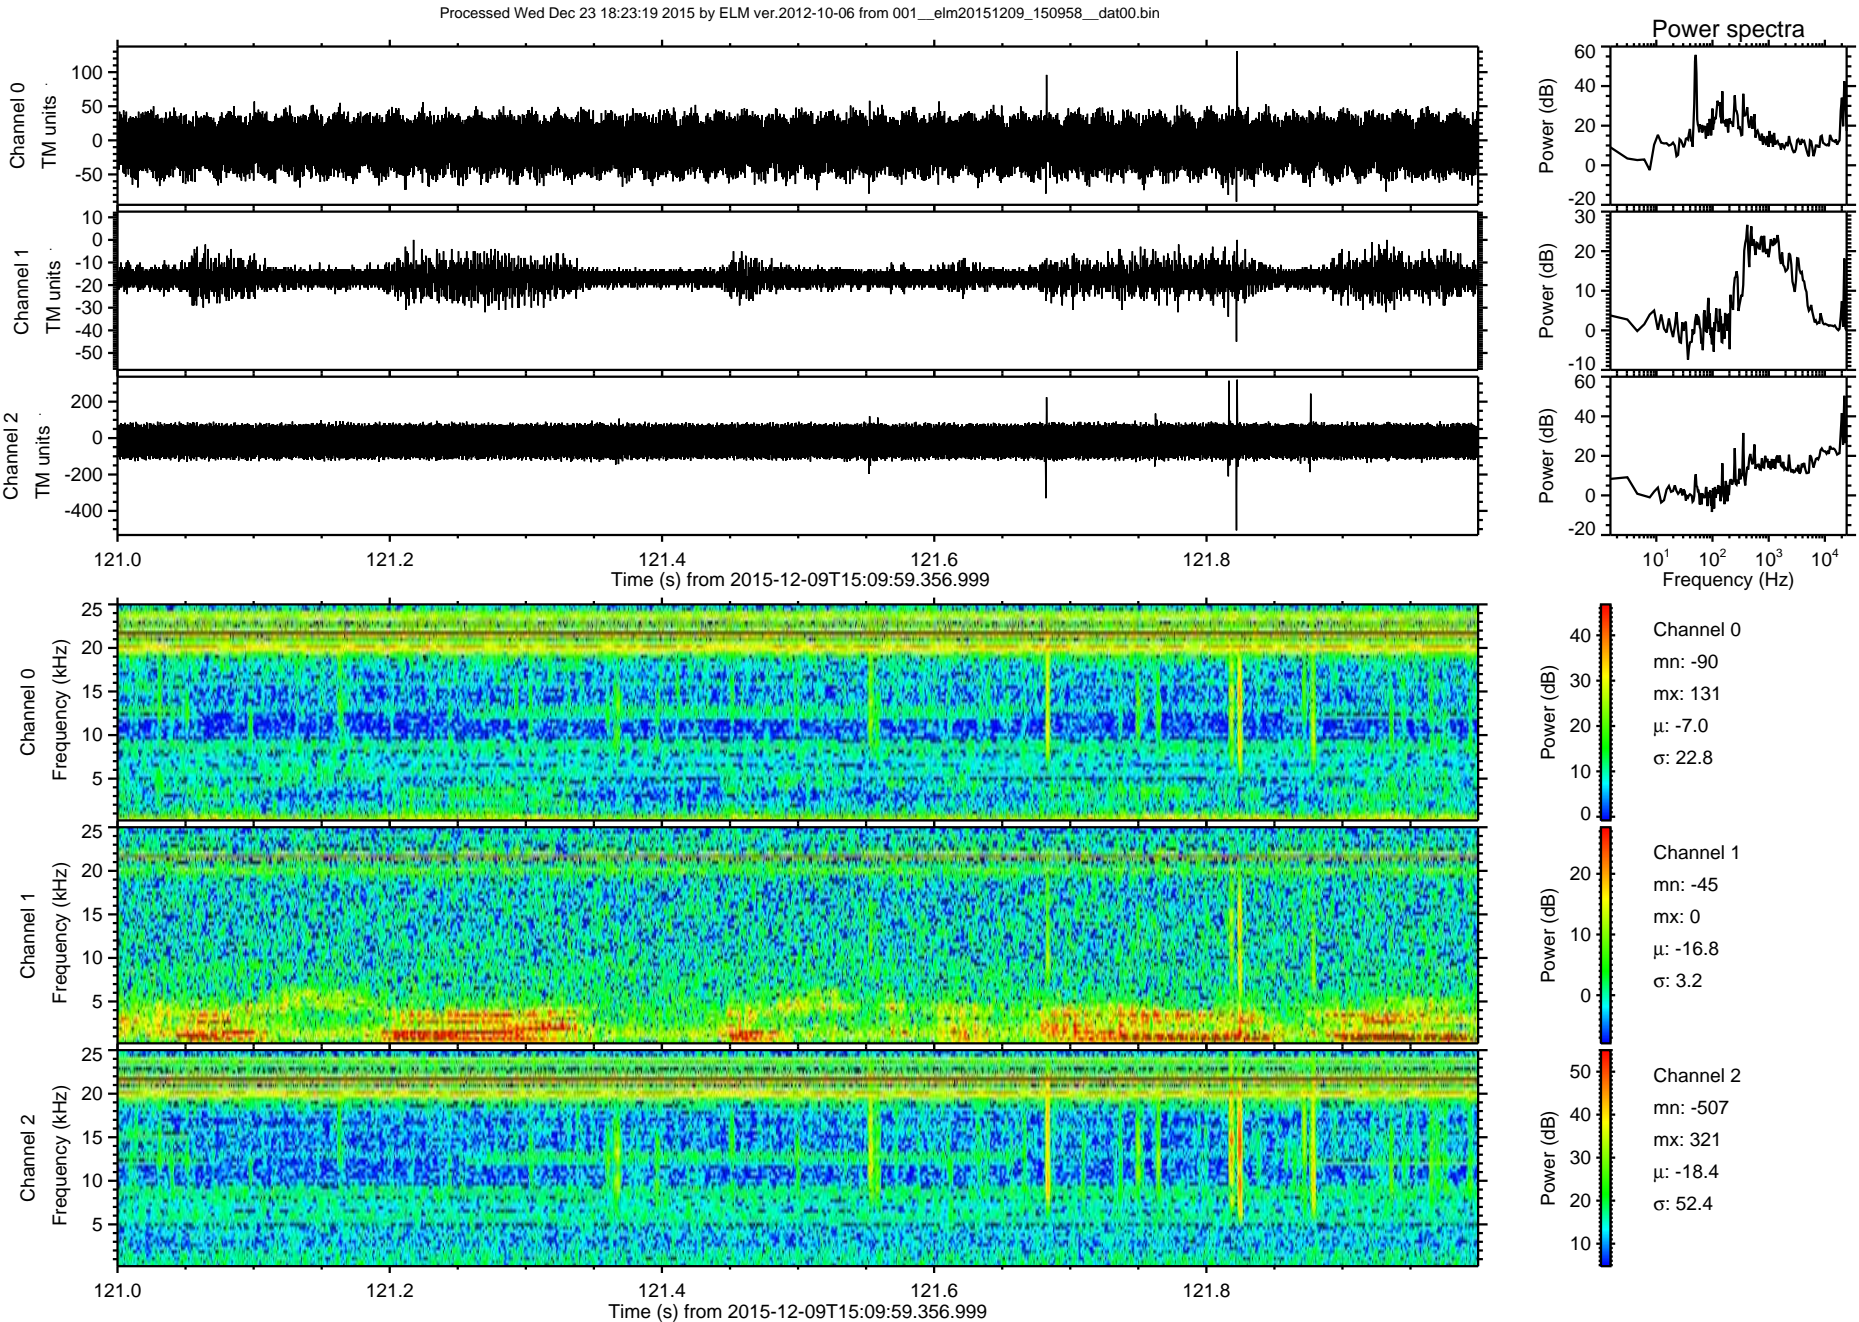 Processed Wed Dec 23 18:23:19 2015 by ELM ver.2012-10-06 from 001__elm20151209_150958__dat00.bin
Power spectra
Channel 0
TM units
100
50
0
-50
Power (dB)
60
40
20
0
-20
Channel 1
TM units
10
0
-10
-20
-30
-40
-50
Power (dB)
30
20
10
0
-10
Channel 2
TM units
200
0
-200
-400
Power (dB)
60
40
20
0
-20
121.0 121.2 121.4 121.6 121.8
Time (s) from 2015-12-09T15:09:59.356.999
10^1 10^2 10^3 10^4
Frequency (Hz)
Channel 0
Frequency (kHz)
25
20
15
10
5
Power (dB)
40
30
20
10
0
Channel 0
mn: -90
mx: 131
μ: -7.0
σ: 22.8
Channel 1
Frequency (kHz)
25
20
15
10
5
Power (dB)
20
10
0
Channel 1
mn: -45
mx: 0
μ: -16.8
σ: 3.2
Channel 2
Frequency (kHz)
25
20
15
10
5
Power (dB)
50
40
30
20
10
Channel 2
mn: -507
mx: 321
μ: -18.4
σ: 52.4
121.0 121.2 121.4 121.6 121.8
Time (s) from 2015-12-09T15:09:59.356.999